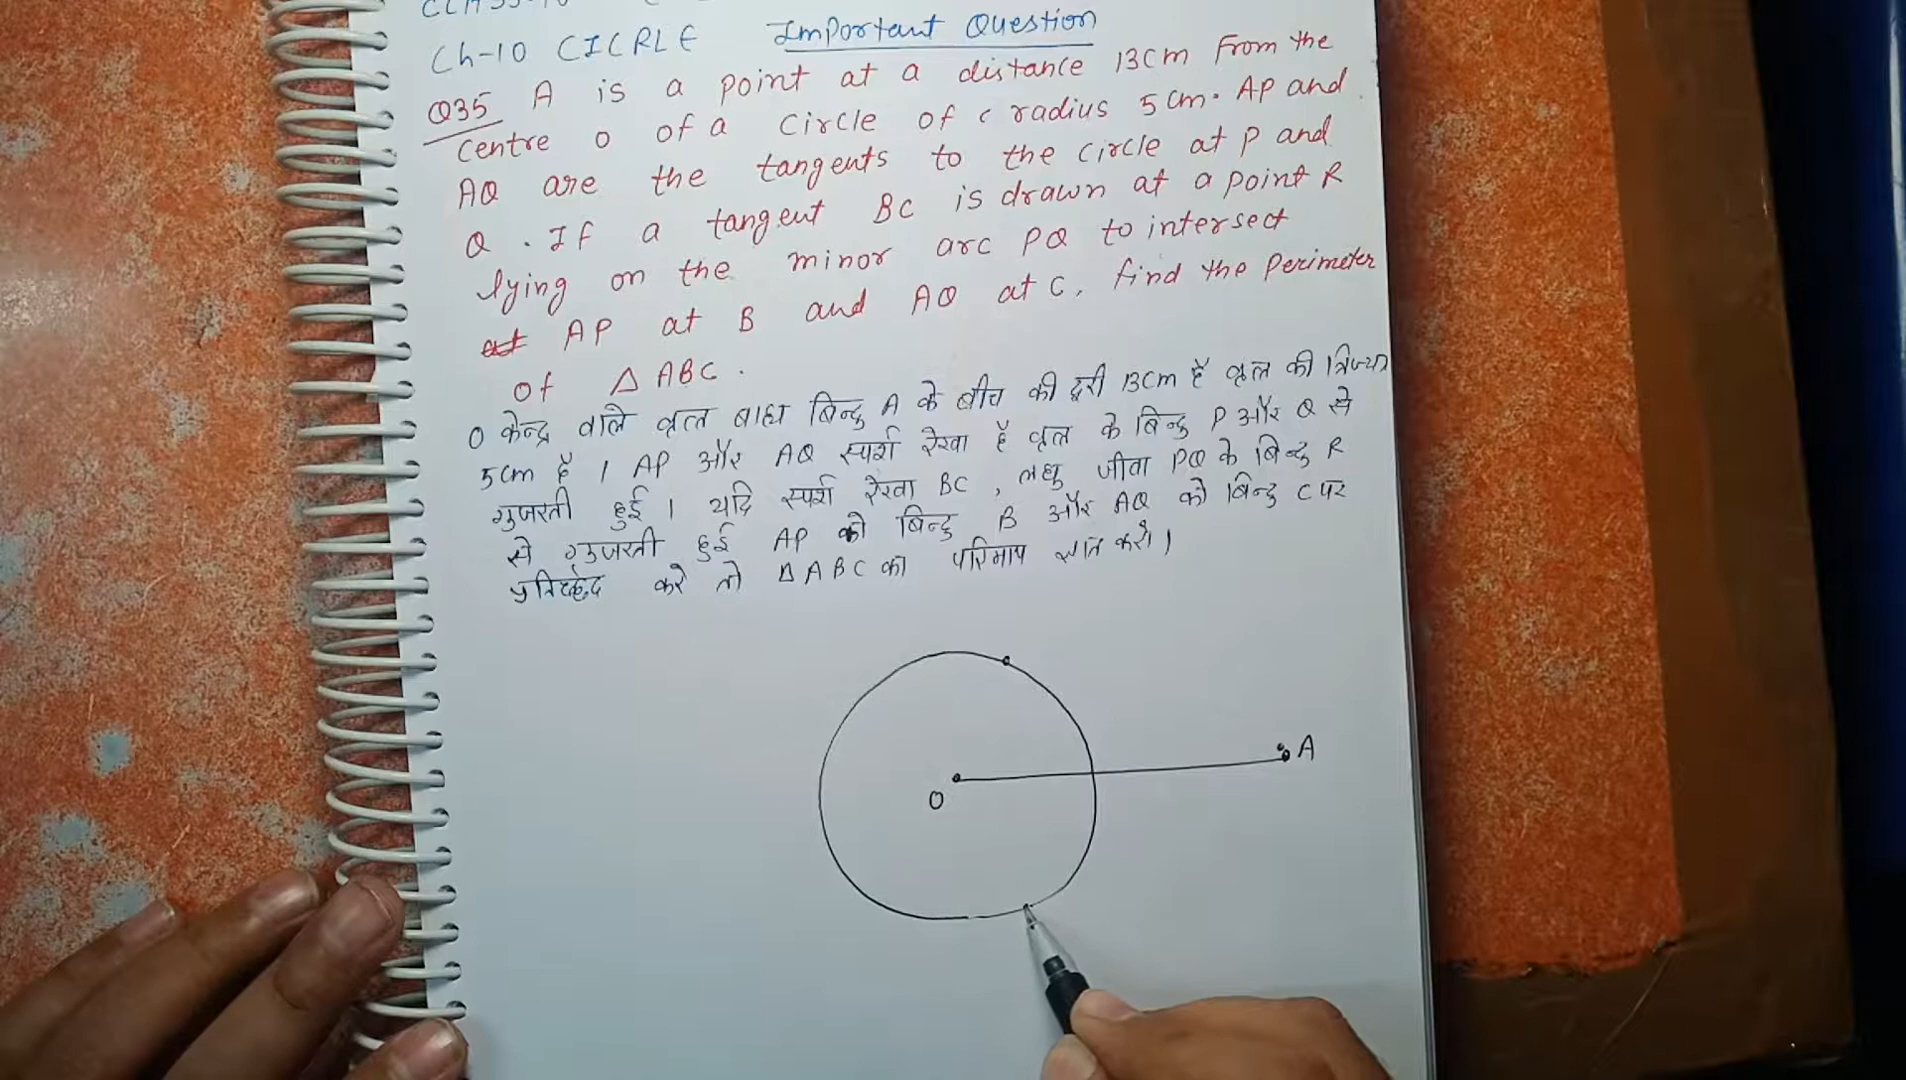 Ch-10 CICRLE Important Question
Q35 A is a point at a distance 13cm From the
centre O of a circle of c radius 5cm. AP and
AQ are the tangents to the circle at P and
Q. If a tangent BC is drawn at a point R
lying on the minor arc PQ to intersect
at AP at B and AQ at C, find the Perimeter
of △ ABC.
O केन्द्र वाले वृत्त बाह्य बिन्दु A के बीच की दूरी 13cm है वृत्त की त्रिज्या
5cm है। AP और AQ स्पर्श रेखा है वृत्त के बिन्दु P और Q से
गुजरती हुई। यदि स्पर्श रेखा BC, लघु जीवा PQ के बिन्दु R
से गुजरती हुई AP को बिन्दु B और AQ को बिन्दु C पर
करे तो △ABC का परिमाप ज्ञात करो।
A
O